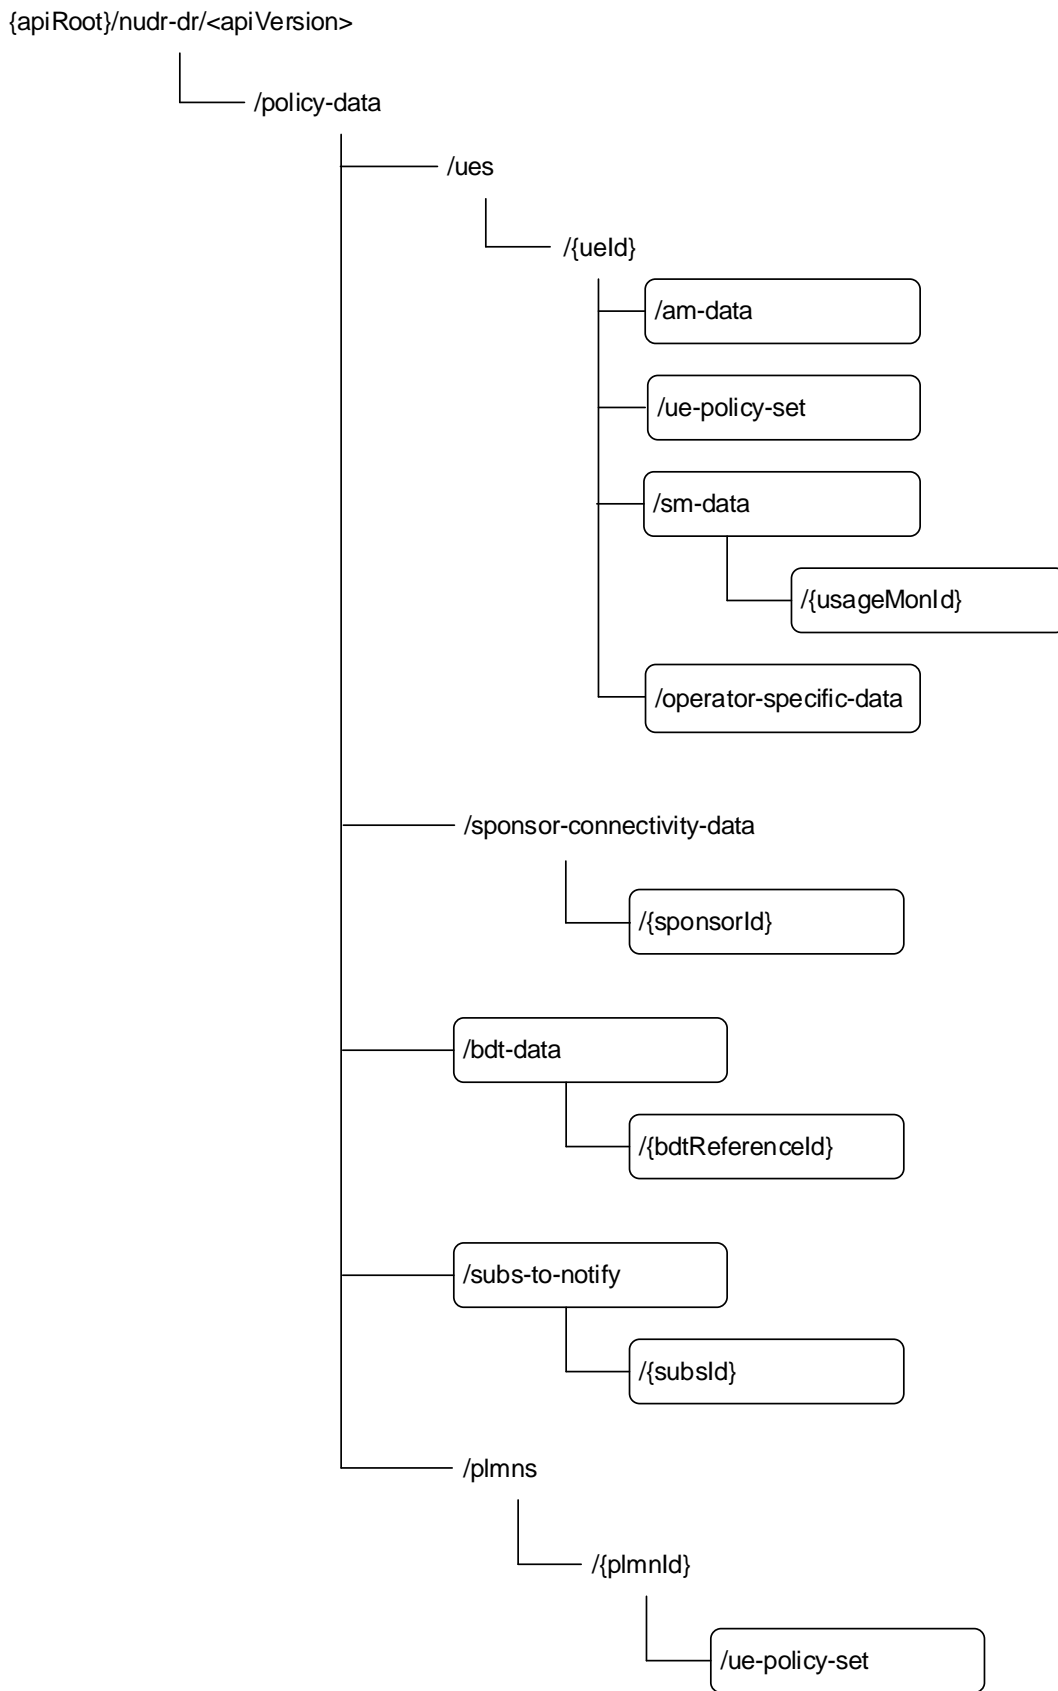 {apiRoot}/nudr-dr/<apiVersion>
/policy-data
/ues
/{ueId}
/am-data
/ue-policy-set
/sm-data
/{usageMonId}
/operator-specific-data
/sponsor-connectivity-data
/{sponsorId}
/bdt-data
/{bdtReferenceId}
/subs-to-notify
/{subsId}
/plmns
/{plmnId}
/ue-policy-set